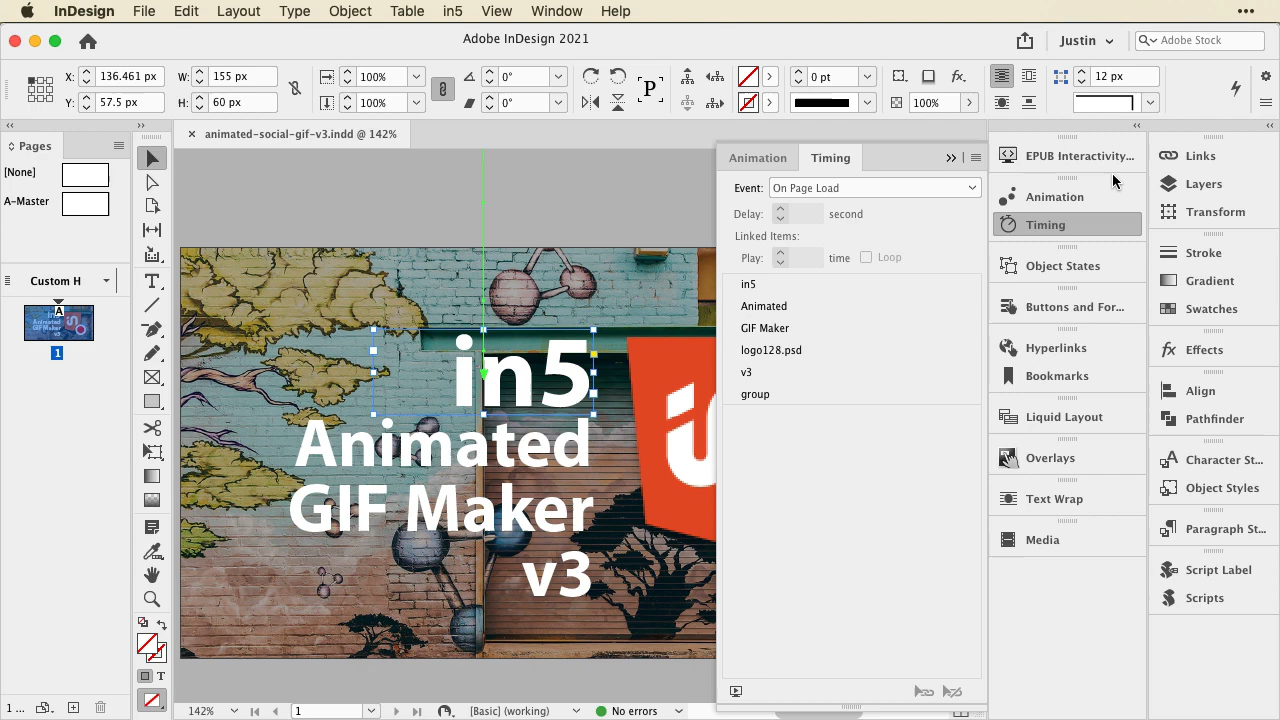 InDesign File Edit Layout Type Object Table in5 View Window Help
Adobe InDesign 2021
Justin
Adobe Stock
X: 136.461 px W: 155 px 100% 0° 0 pt fx. 12 px
Y: 57.5 px H: 60 px 100% 0° 100%
P
Pages
[None]
A-Master
Custom H
A
1
× animated-social-gif-v3.indd @ 142%
in5
Animated
GIF Maker
v3
Animation Timing
Event: On Page Load
Delay: second
Linked Items:
Play: time Loop
in5
Animated
GIF Maker
logo128.psd
v3
group
EPUB Interactivity...
Animation
Timing
Object States
Buttons and For...
Hyperlinks
Bookmarks
Liquid Layout
Overlays
Text Wrap
Media
Links
Layers
Transform
Stroke
Gradient
Swatches
Effects
Align
Pathfinder
Character St...
Object Styles
Paragraph St...
Script Label
Scripts
1 ...
142% 1 [Basic] (working) No errors